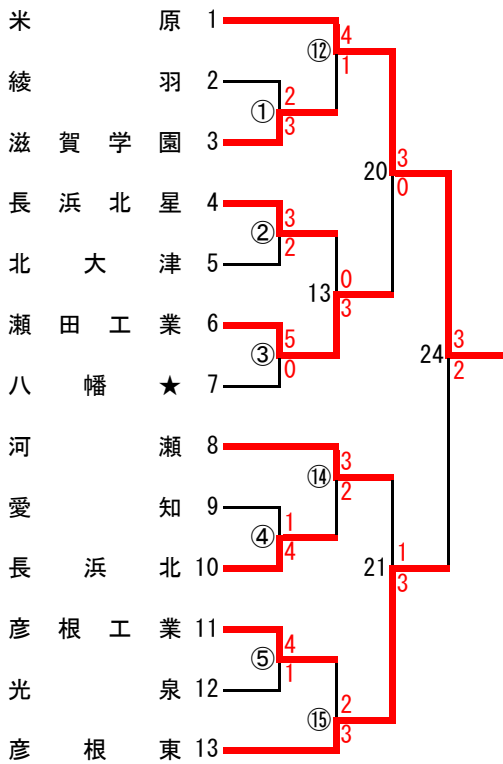 米原 1
4
⑫
1
綾羽 2
2
①
3
滋賀学園 3
3
20
0
長浜北星 4
3
②
2
北大津 5
0
13
3
瀬田工業 6
5
③
0
八幡★ 7
3
24
2
河瀬 8
3
⑭
2
愛知 9
1
④
4
長浜北 10
1
21
3
彦根工業 11
4
⑤
1
光泉 12
2
⑮
3
彦根東 13